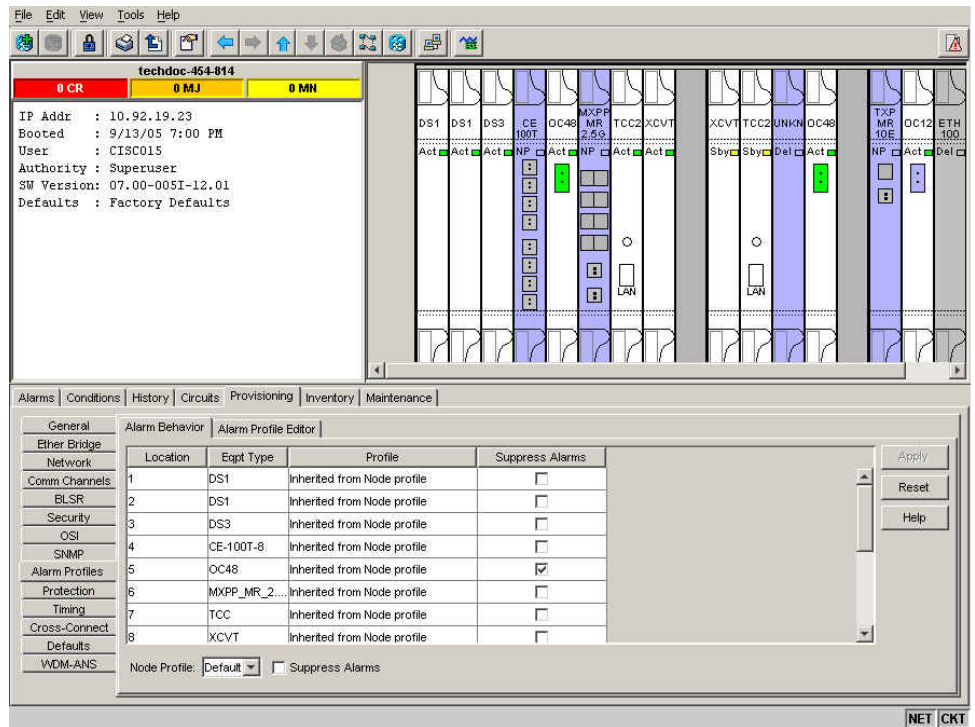 File Edit View Tools Help
techdoc-454-814
0 CR 0 MJ 0 MN
IP Addr : 10.92.19.23
Booted : 9/13/05 7:00 PM
User : CISCO15
Authority : Superuser
SW Version: 07.00-005I-12.01
Defaults : Factory Defaults
DS1 DS1 DS3 CE 100T OC48 MXPP MR 2.5G TCC2 XCVT XCVT TCC2 UNKN OC48 TXP MR 10E OC12 ETH 100
Act Act Act NP Act NP Act Act Sby Sby Del Act NP Act Del
LAN LAN
Alarms Conditions History Circuits Provisioning Inventory Maintenance
General
Ether Bridge
Network
Comm Channels
BLSR
Security
OSI
SNMP
Alarm Profiles
Protection
Timing
Cross-Connect
Defaults
WDM-ANS
Alarm Behavior Alarm Profile Editor
Location Eqpt Type Profile Suppress Alarms
1 DS1 Inherited from Node profile
2 DS1 Inherited from Node profile
3 DS3 Inherited from Node profile
4 CE-100T-8 Inherited from Node profile
5 OC48 Inherited from Node profile
6 MXPP_MR_2.... Inherited from Node profile
7 TCC Inherited from Node profile
8 XCVT Inherited from Node profile
Node Profile: Default Suppress Alarms
Apply
Reset
Help
NET CKT